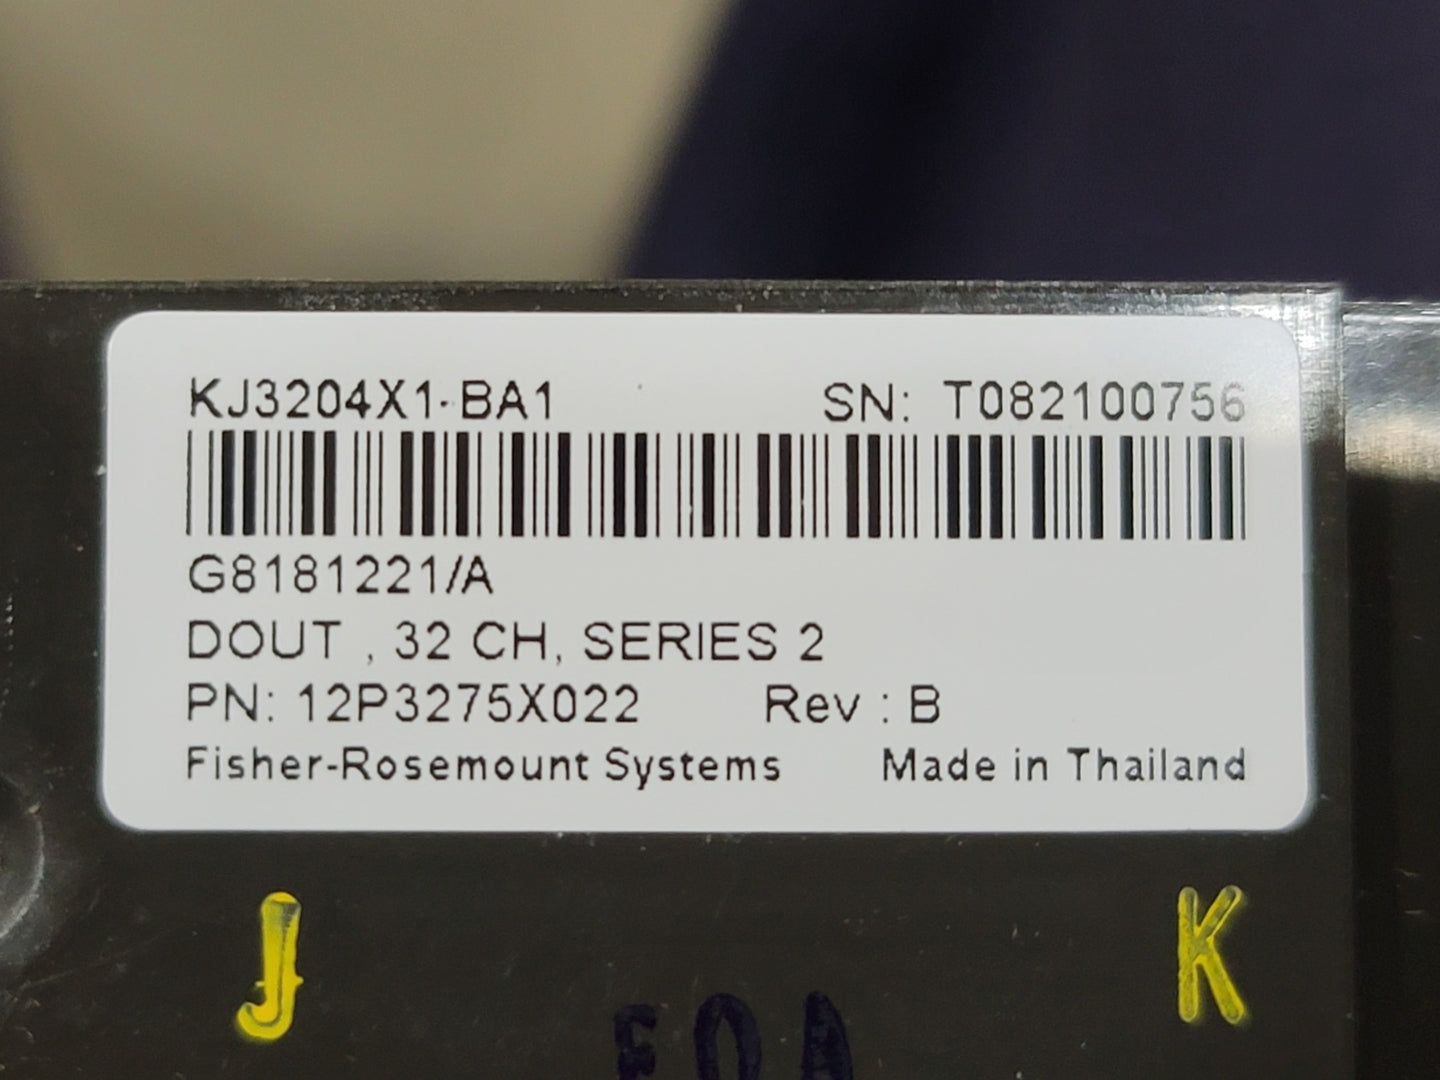 KJ3204X1-BA1 SN: T082100756
G8181221/A
DOUT , 32 CH, SERIES 2
PN: 12P3275X022 Rev : B
Fisher-Rosemount Systems Made in Thailand
J K